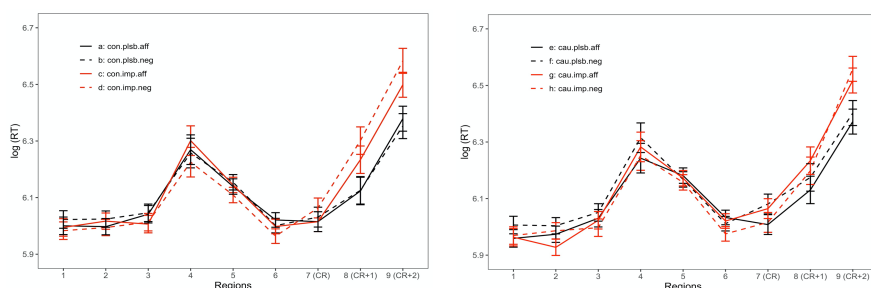 6.7
6.5
6.3
6.1
5.9
log (RT)
a: con.plsb.aff
b: con.plsb.neg
c: con.imp.aff
d: con.imp.neg
1 2 3 4 5 6 7 (CR) 8 (CR+1) 9 (CR+2)
Regions
6.7
6.5
6.3
6.1
5.9
log (RT)
e: cau.plsb.aff
f: cau.plsb.neg
g: cau.imp.aff
h: cau.imp.neg
1 2 3 4 5 6 7 (CR) 8 (CR+1) 9 (CR+2)
Regions